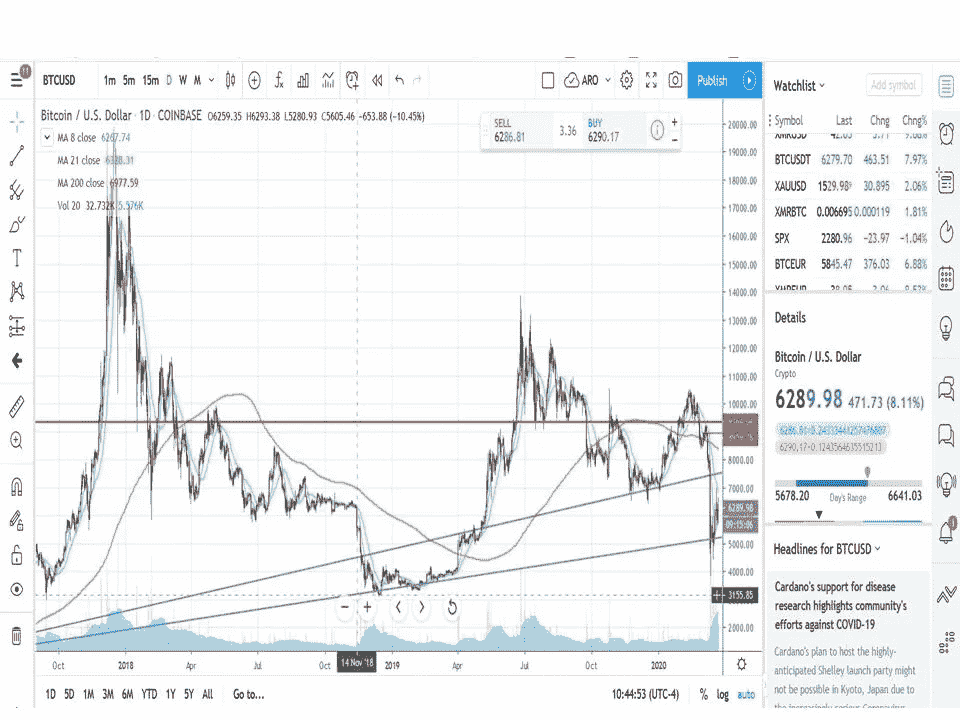 11
BTCUSD 1m 5m 15m D W M ARO Publish
Bitcoin / U.S. Dollar · 1D · COINBASE O6259.35 H6293.38 L5280.93 C5605.46 −653.88 (−10.45%)
MA 8 close 6267.74
MA 21 close
MA 200 close 6977.59
Vol 20 32.732K 5.576K
SELL
6286.81
3.36
BUY
6290.17
20000.00
19000.00
18000.00
17000.00
16000.00
15000.00
14000.00
13000.00
12000.00
11000.00
10000.00
8000.00
7000.00
6289.98
09:15:06
5000.00
4000.00
3155.85
2000.00
Oct 2018 Apr Jul Oct 14 Nov '18 2019 Apr Jul Oct 2020
1D 5D 1M 3M 6M YTD 1Y 5Y All Go to... 10:44:53 (UTC-4) % log auto
Watchlist Add symbol
Symbol Last Chng Chng%
BTCUSDT 6279.70 463.51 7.97%
XAUUSD 1529.989 30.895 2.06%
XMRBTC 0.006695 0.000119 1.81%
SPX 2280.96 −23.97 −1.04%
BTCEUR 5845.47 376.03 6.88%
Details
Bitcoin / U.S. Dollar
Crypto
6289.98 471.73 (8.11%)
5678.20 Day's Range 6641.03
Headlines for BTCUSD
Cardano's support for disease
research highlights community's
efforts against COVID-19
Cardano's plan to host the highly-
anticipated Shelley launch party might
not be possible in Kyoto, Japan due to
the increasingly serious Coronavirus